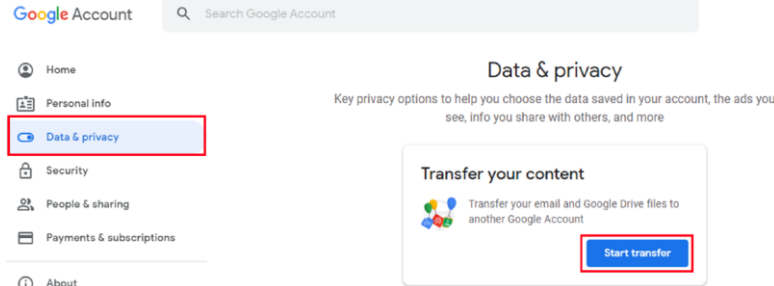 Google Account
Search Google Account
Home
Personal info
Data & privacy
Security
People & sharing
Payments & subscriptions
About
Data & privacy
Key privacy options to help you choose the data saved in your account, the ads you
see, info you share with others, and more
Transfer your content
Transfer your email and Google Drive files to
another Google Account
Start transfer